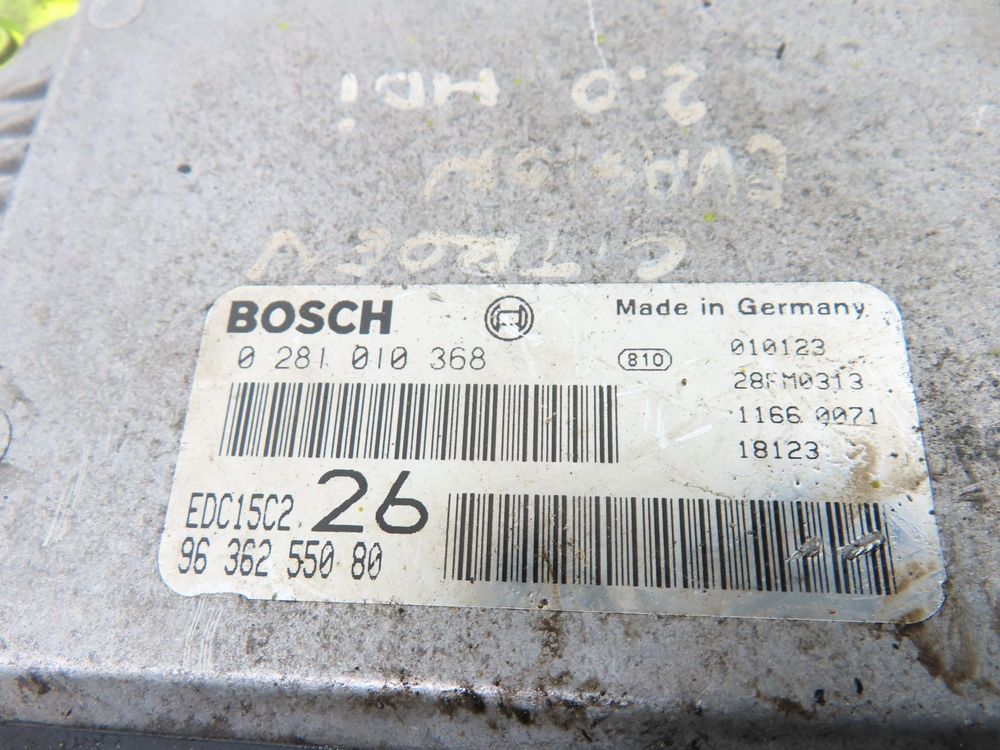 CITROEN
EVASION
2.0 HDi
BOSCH
Made in Germany
0 281 010 368
810
010123
28FM0313
1166 0071
18123
EDC15C2
26
96 362 550 80